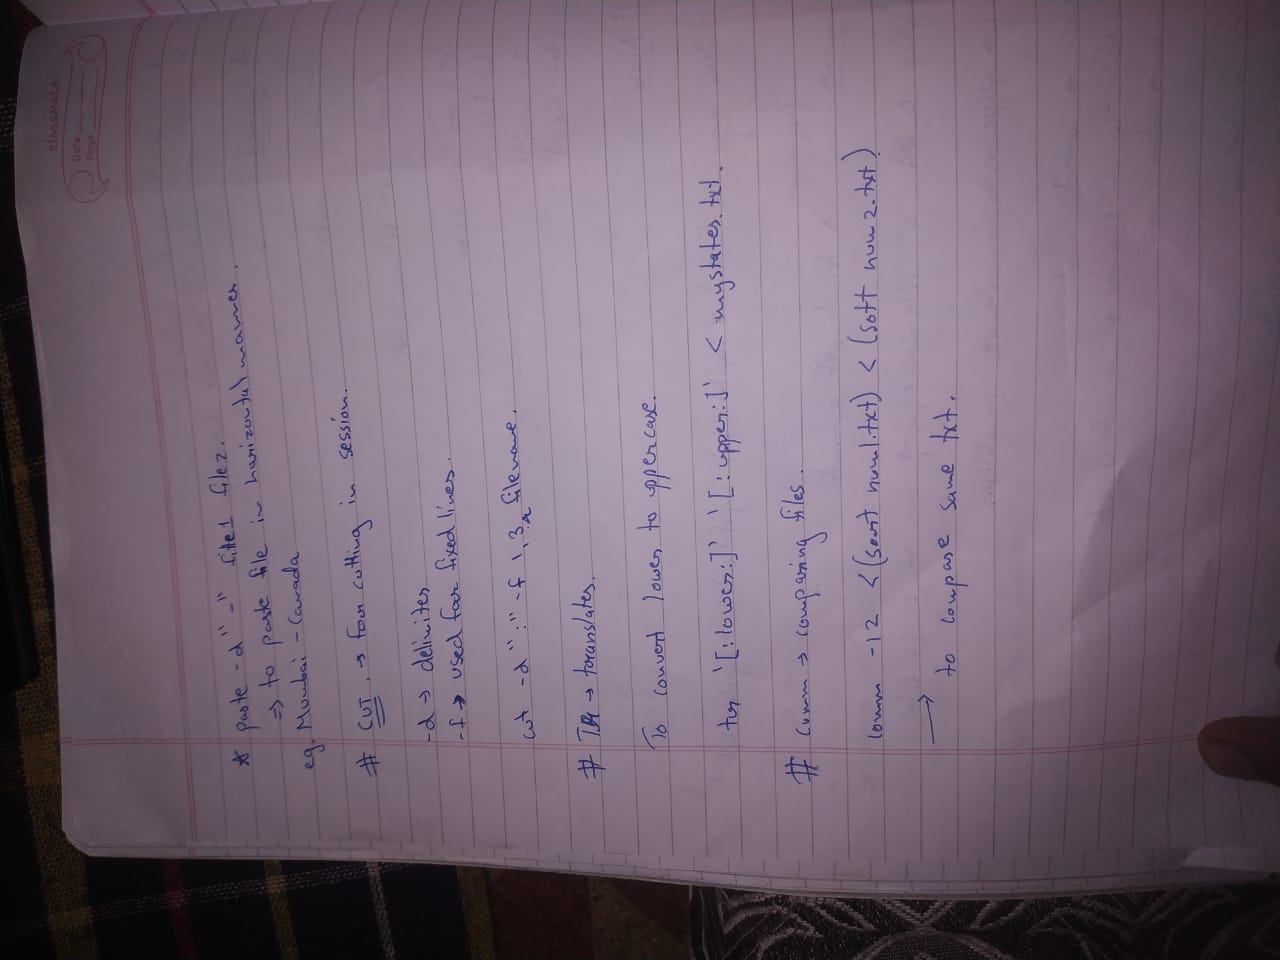 classmate
Date
Page
* paste -d "-" file1 file2.
=> to paste file in horizontal manner.
eg. Mumbai - Canada
# CUT. → for cutting in session.
-d → delimiter
-f → used for fixed lines.
cut -d ":" -f 1,3 filename.
# TR → translates.
To convert lower to uppercase.
tr '[:lower:]' '[:upper:]' < mystates.txt.
# Comm → comparing files.
comm -12 <(sort num1.txt) <(sort num2.txt)
→ to compare same txt.